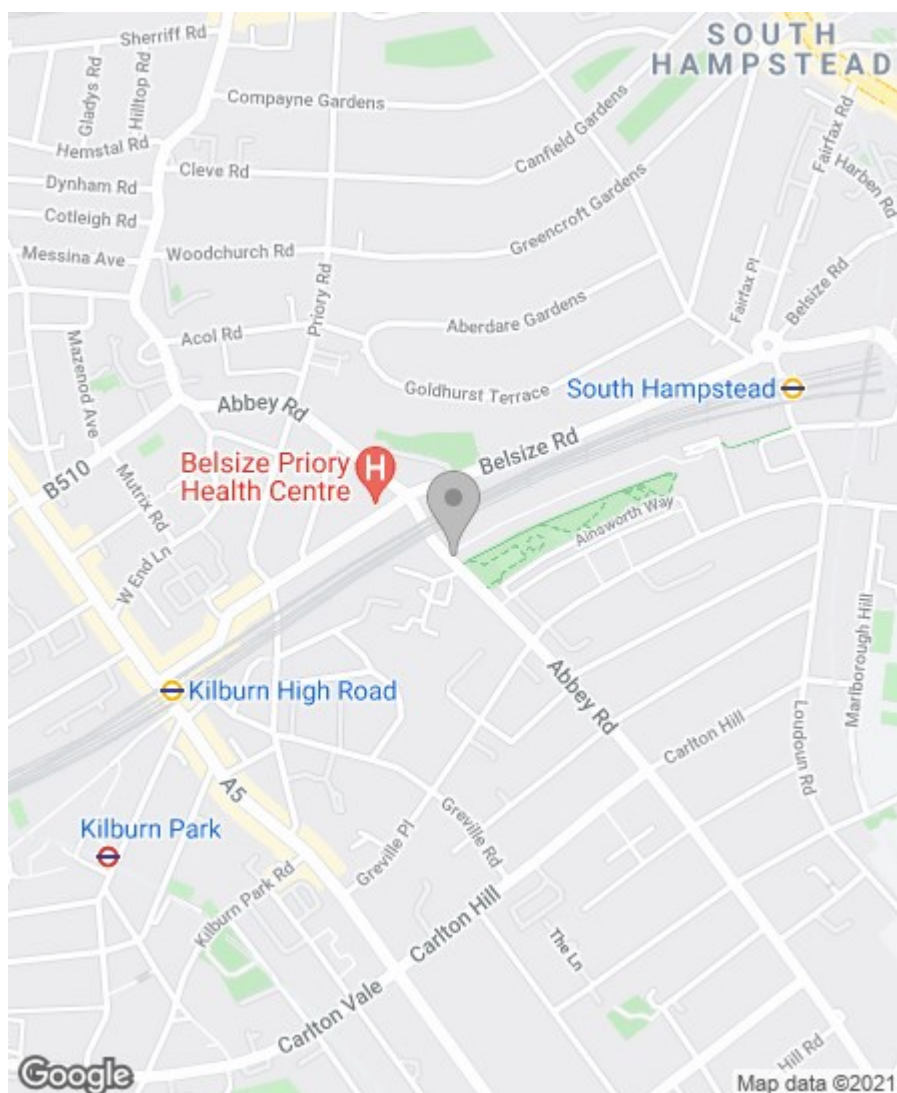 SOUTH
HAMPSTEAD
Sherriff Rd
Gladys Rd
Hilltop Rd
Compayne Gardens
Fairfax Rd
Hemstal Rd
Cleve Rd
Canfield Gardens
Harben Rd
Dynham Rd
Cotleigh Rd
Greencroft Gardens
Messina Ave
Woodchurch Rd
Priory Rd
Fairfax Pl
Belsize Rd
Aberdare Gardens
Acol Rd
Mazenod Ave
Goldhurst Terrace
South Hampstead
Abbey Rd
Belsize Rd
Belsize Priory
Health Centre
H
B510
Mutrix Rd
Ainsworth Way
W End Ln
Marlborough Hill
Kilburn High Road
Abbey Rd
Carlton Hill
Loudoun Rd
A5
Kilburn Park
Greville Pl
Greville Rd
Kilburn Park Rd
Carlton Hill
The Ln
Carlton Vale
Hill Rd
Google
Map data ©2021